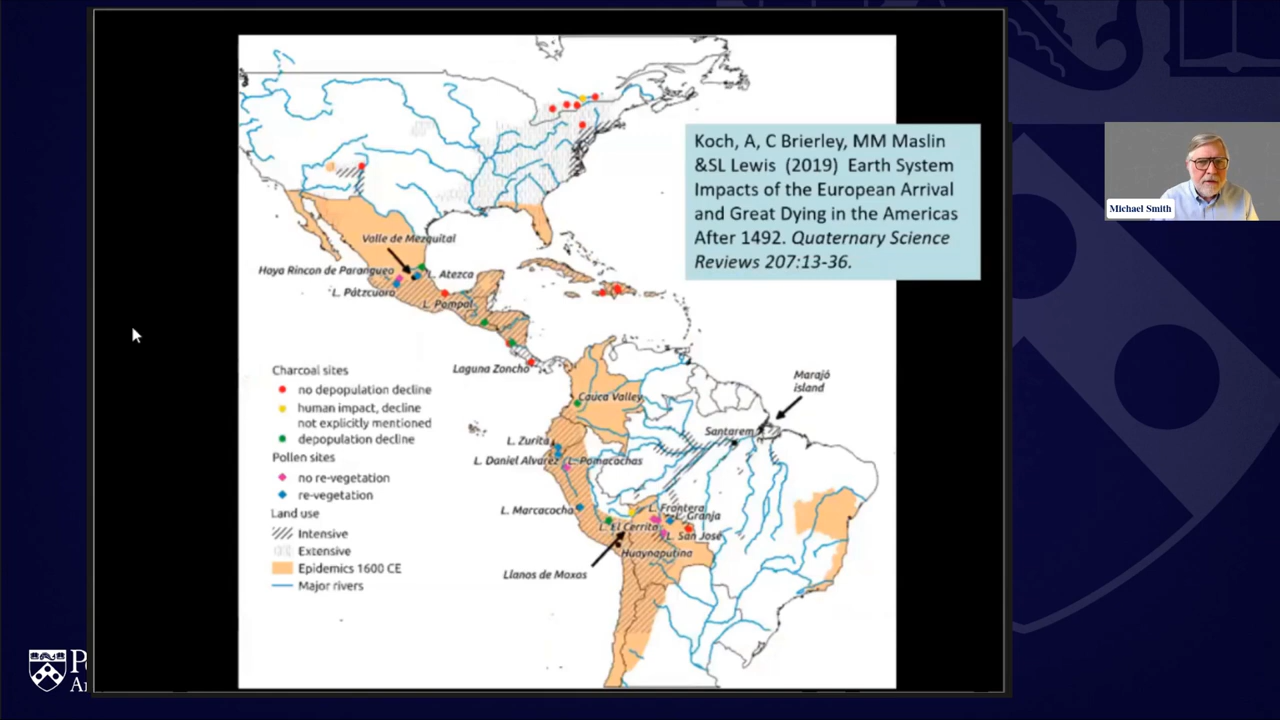 Koch, A, C Brierley, MM Maslin
&SL Lewis (2019) Earth System
Impacts of the European Arrival
and Great Dying in the Americas
After 1492. Quaternary Science
Reviews 207:13-36.
Michael Smith
Valle de Mezquital
Hoya Rincon de Parangueo
L. Atezca
L. Pátzcuaro
L. Pompal
Laguna Zoncho
Cauca Valley
Marajó
island
Santarem
L. Zurita
L. Daniel Alvarez
L. Pomacochas
L. Marcacocha
L. Frontera
L. Granja
L. El Cerrito
L. San José
Huaynaputina
Llanos de Moxos
Charcoal sites
no depopulation decline
human impact, decline
not explicitly mentioned
depopulation decline
Pollen sites
no re-vegetation
re-vegetation
Land use
Intensive
Extensive
Epidemics 1600 CE
Major rivers